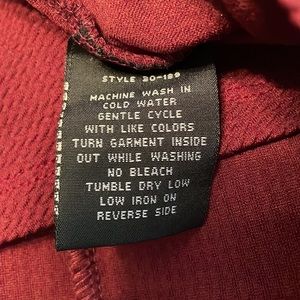 STYLE 20-189
MACHINE WASH IN
COLD WATER
GENTLE CYCLE
WITH LIKE COLORS
TURN GARMENT INSIDE
OUT WHILE WASHING
NO BLEACH
TUMBLE DRY LOW
LOW IRON ON
REVERSE SIDE